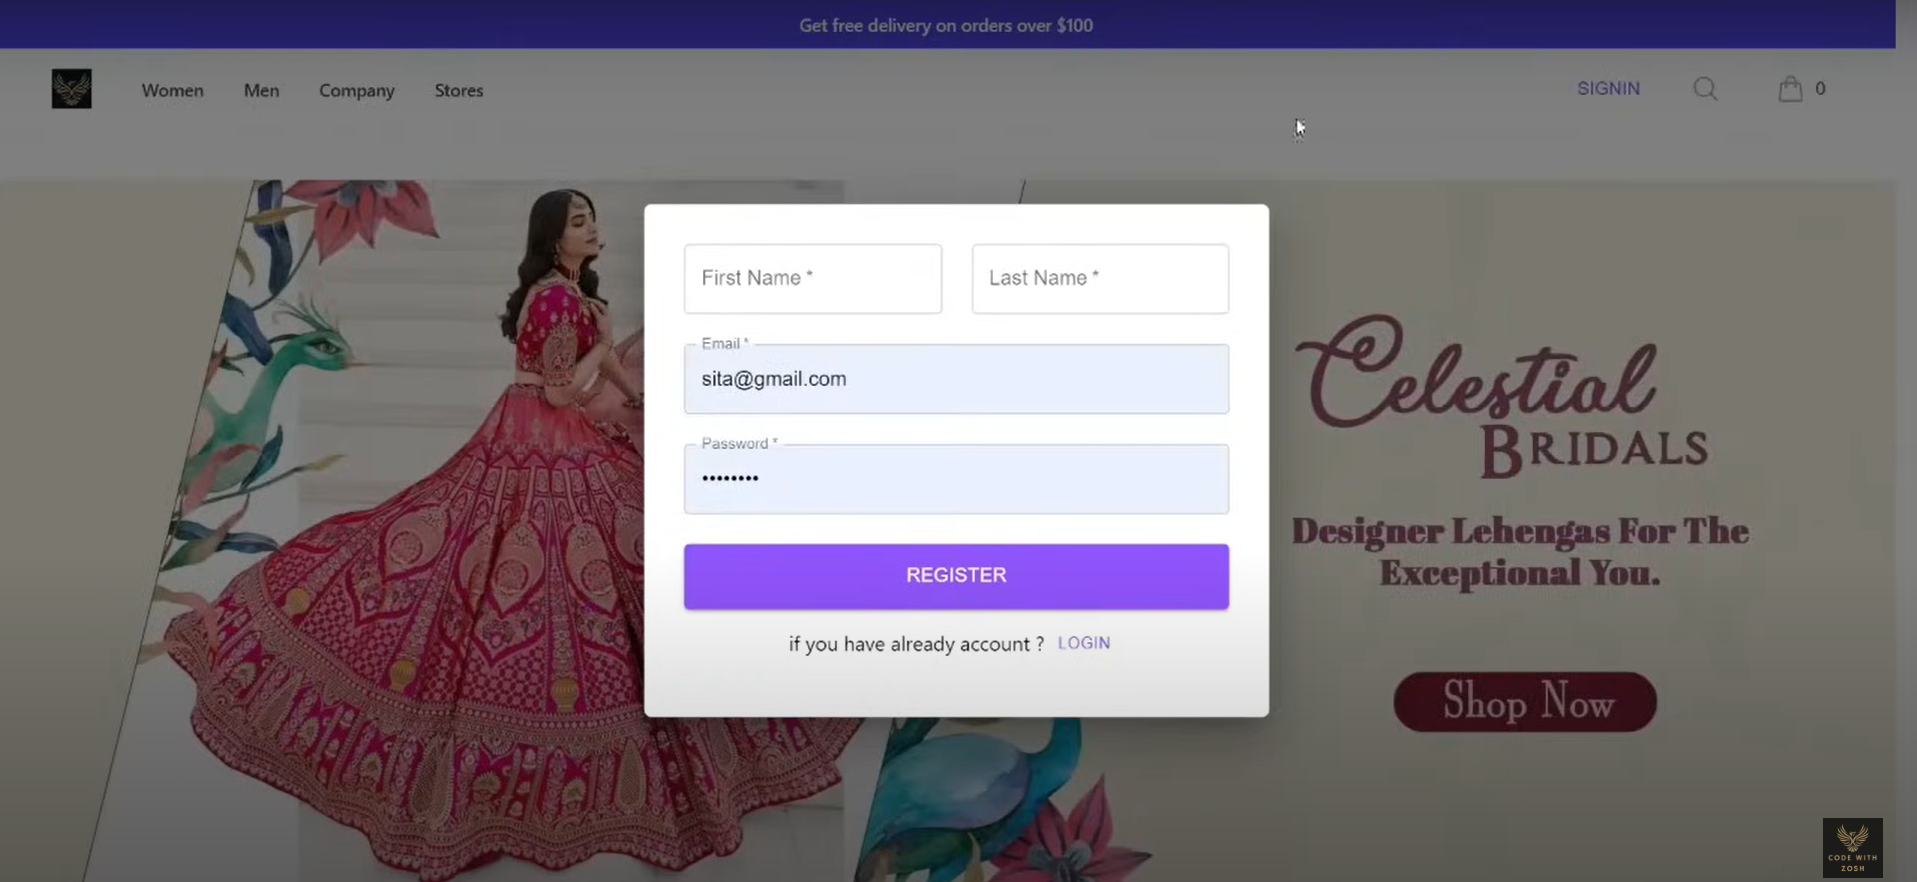 Get free delivery on orders over $100
Women Men Company Stores SIGNIN 0
First Name * Last Name *
Email *
sita@gmail.com
Password *
••••••••
REGISTER
if you have already account ? LOGIN
Celestial
BRIDALS
Designer Lehengas For The
Exceptional You.
Shop Now
CODE WITH
ZOSH